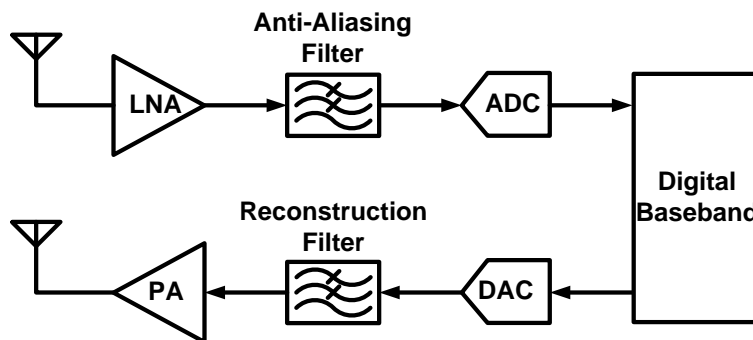 Anti-Aliasing
Filter
LNA
ADC
Digital
Baseband
Reconstruction
Filter
PA
DAC